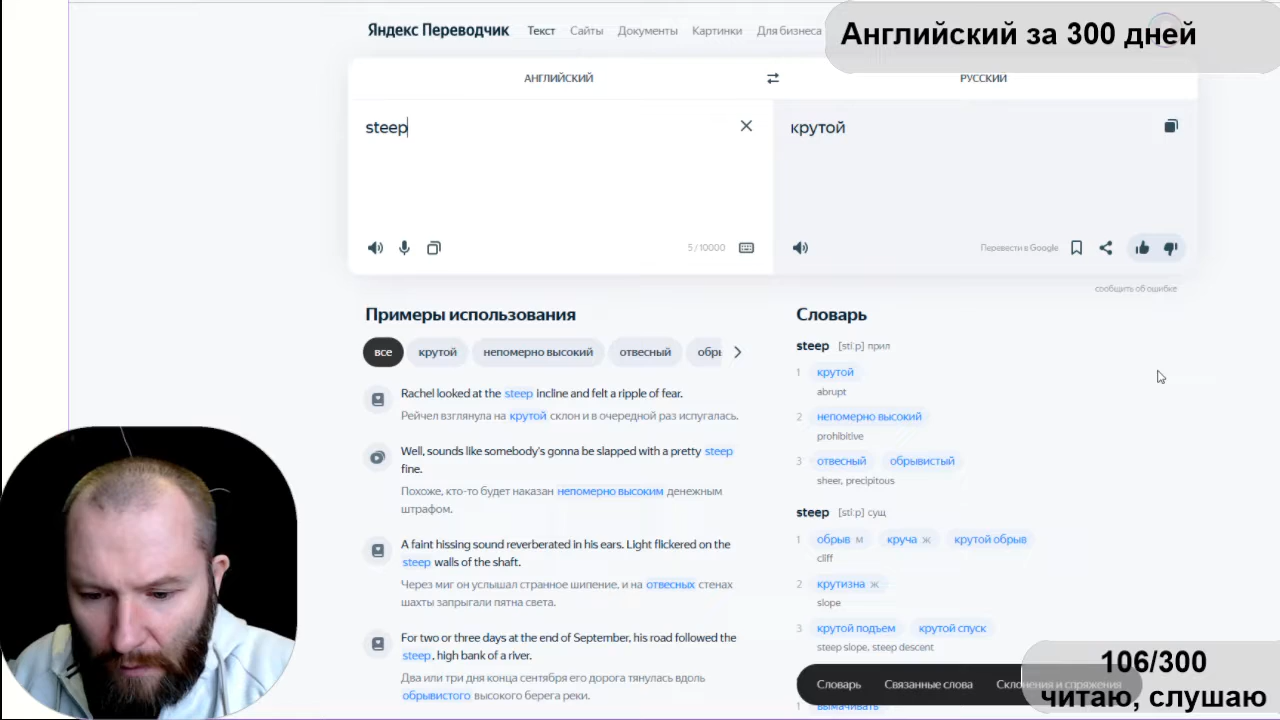 Яндекс Переводчик
Текст
Сайты
Документы
Картинки
Для бизнеса
Английский за 300 дней
АНГЛИЙСКИЙ
РУССКИЙ
steep
крутой
5 / 10000
Перевести в Google
сообщить об ошибке
Примеры использования
все
крутой
непомерно высокий
отвесный
Rachel looked at the steep incline and felt a ripple of fear.
Рейчел взглянула на крутой склон и в очередной раз испугалась.
Well, sounds like somebody's gonna be slapped with a pretty steep
fine.
Похоже, кто-то будет наказан непомерно высоким денежным
штрафом.
A faint hissing sound reverberated in his ears. Light flickered on the
steep walls of the shaft.
Через миг он услышал странное шипение, и на отвесных стенах
шахты запрыгали пятна света.
For two or three days at the end of September, his road followed the
steep, high bank of a river.
Два или три дня конца сентября его дорога тянулась вдоль
обрывистого высокого берега реки.
Словарь
steep [sti:p] прил
1 крутой
abrupt
2 непомерно высокий
prohibitive
3 отвесный обрывистый
sheer, precipitous
steep [sti:p] сущ
1 обрыв м круча ж крутой обрыв
cliff
2 крутизна ж
slope
3 крутой подъем крутой спуск
steep slope, steep descent
Словарь Связанные слова Склонения и спряжения
1 вымачивать
106/300
читаю, слушаю